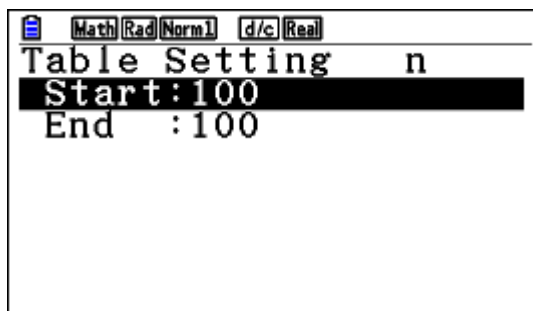 Math Rad Norm1 d/c Real
Table Setting n
Start:100
End :100